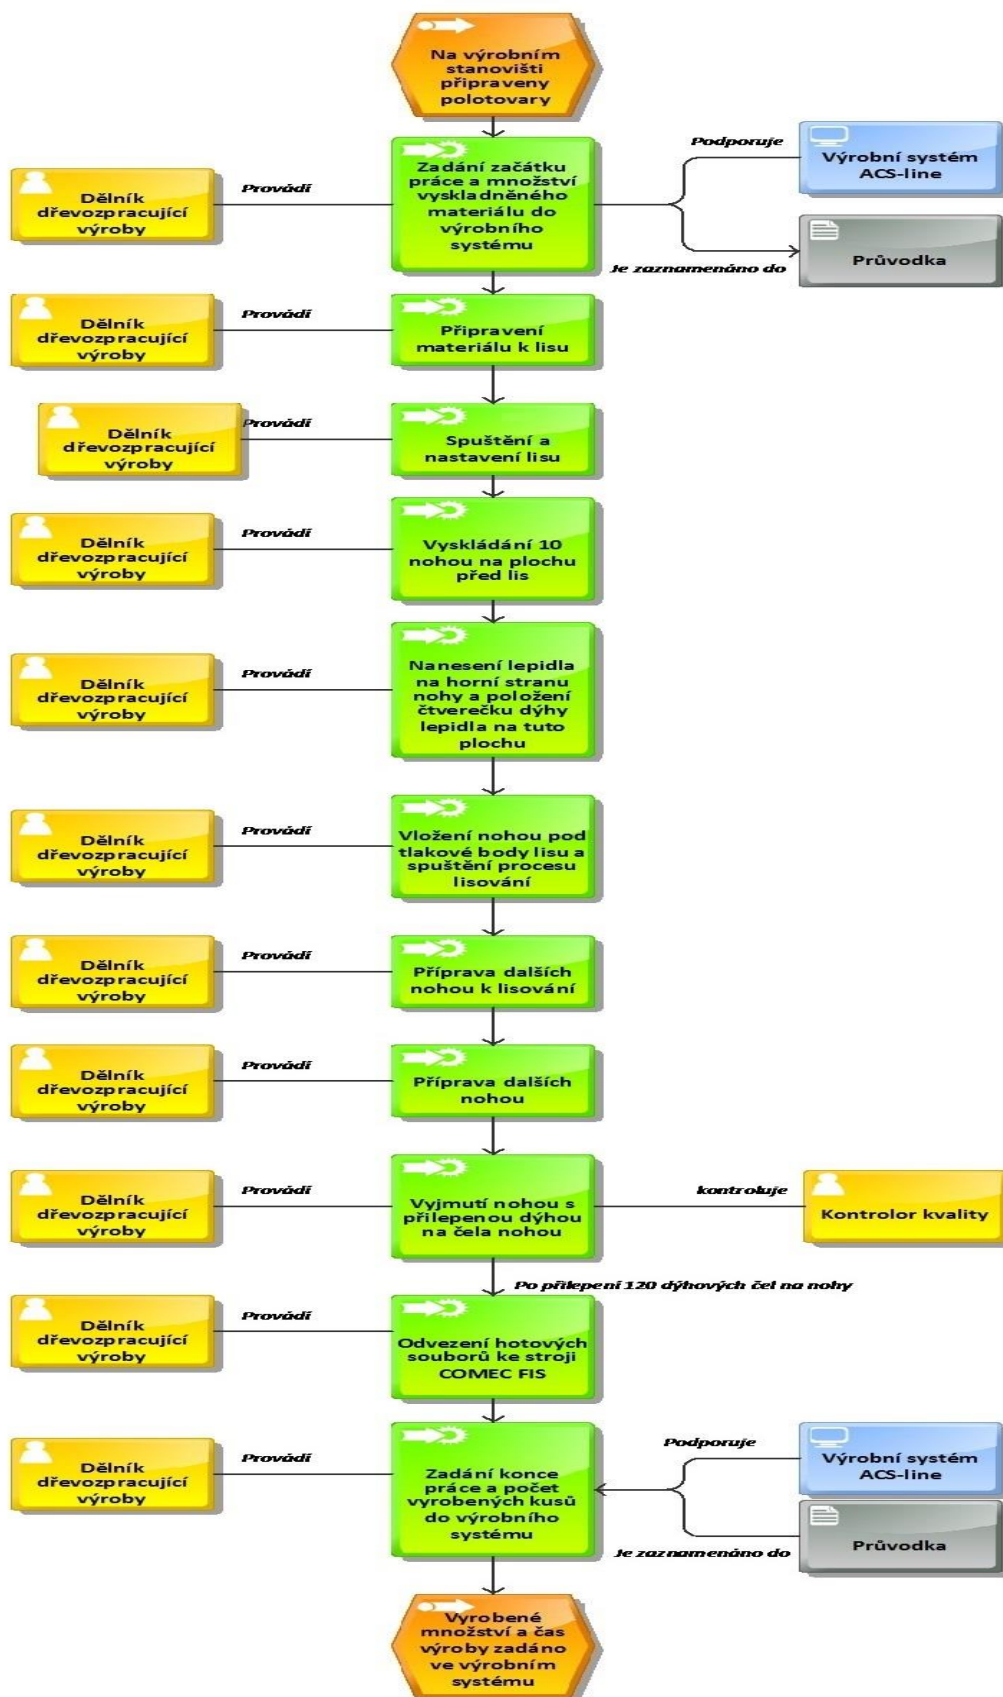 Na výrobním
stanovišti
připraveny
polotovary
Podporuje
Výrobní systém
ACS-line
Dělník
dřevozpracující
výroby
Provádí
Zadání začátku
práce a množství
vyskladněného
materiálu do
výrobního
systému
Je zaznamenáno do
Průvodka
Dělník
dřevozpracující
výroby
Provádí
Připravení
materiálu k lisu
Dělník
dřevozpracující
výroby
Provádí
Spuštění a
nastavení lisu
Dělník
dřevozpracující
výroby
Provádí
Vyskládání 10
nohou na plochu
před lis
Dělník
dřevozpracující
výroby
Provádí
Nanesení lepidla
na horní stranu
nohy a položení
čtverečku dýhy
lepidla na tuto
plochu
Dělník
dřevozpracující
výroby
Provádí
Vložení nohou pod
tlakové body lisu a
spuštění procesu
lisování
Dělník
dřevozpracující
výroby
Provádí
Příprava dalších
nohou k lisování
Dělník
dřevozpracující
výroby
Provádí
Příprava dalších
nohou
Dělník
dřevozpracující
výroby
Provádí
Vyjmutí nohou s
přilepenou dýhou
na čela nohou
kontroluje
Kontrolor kvality
Po přilepení 120 dýhových čel na nohy
Dělník
dřevozpracující
výroby
Provádí
Odvezení hotových
souborů ke stroji
COMEC FIS
Dělník
dřevozpracující
výroby
Provádí
Zadání konce
práce a počet
vyrobených kusů
do výrobního
systému
Podporuje
Výrobní systém
ACS-line
Je zaznamenáno do
Průvodka
Vyrobené
množství a čas
výroby zadáno
ve výrobním
systému